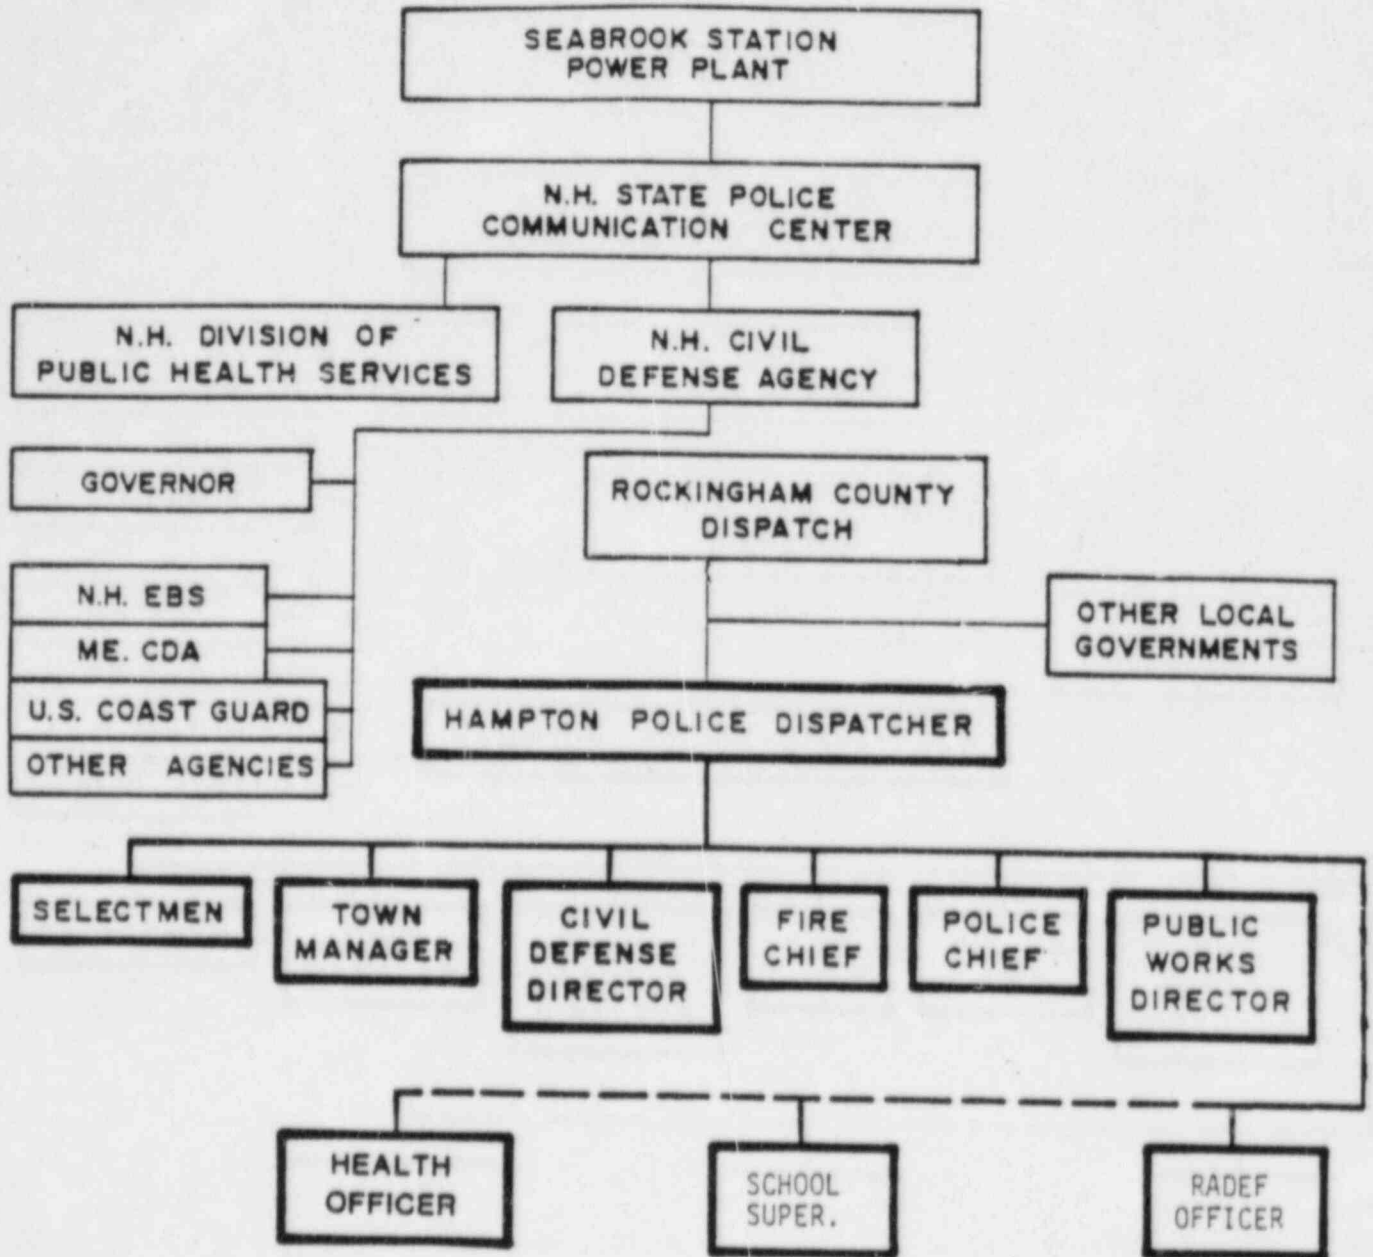 SEABROOK STATION
POWER PLANT
N.H. STATE POLICE
COMMUNICATION CENTER
N.H. DIVISION OF
PUBLIC HEALTH SERVICES
N.H. CIVIL
DEFENSE AGENCY
GOVERNOR
ROCKINGHAM COUNTY
DISPATCH
N.H. EBS
ME. CDA
U.S. COAST GUARD
OTHER AGENCIES
OTHER LOCAL
GOVERNMENTS
HAMPTON POLICE DISPATCHER
SELECTMEN
TOWN
MANAGER
CIVIL
DEFENSE
DIRECTOR
FIRE
CHIEF
POLICE
CHIEF
PUBLIC
WORKS
DIRECTOR
HEALTH
OFFICER
SCHOOL
SUPER.
RADEF
OFFICER